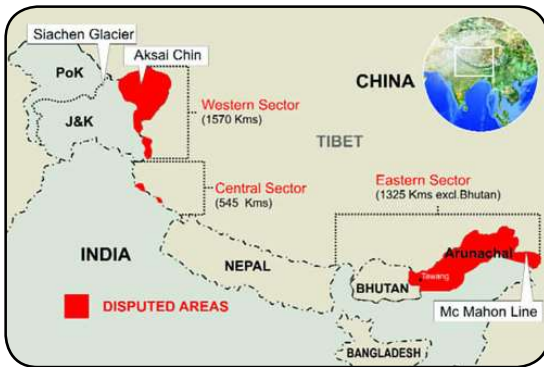 Siachen Glacier
Aksai Chin
PoK
CHINA
J&K
Western Sector
(1570 Kms)
TIBET
Central Sector
(545 Kms)
Eastern Sector
(1325 Kms excl.Bhutan)
INDIA
NEPAL
Arunachal
Tawang
BHUTAN
DISPUTED AREAS
Mc Mahon Line
BANGLADESH